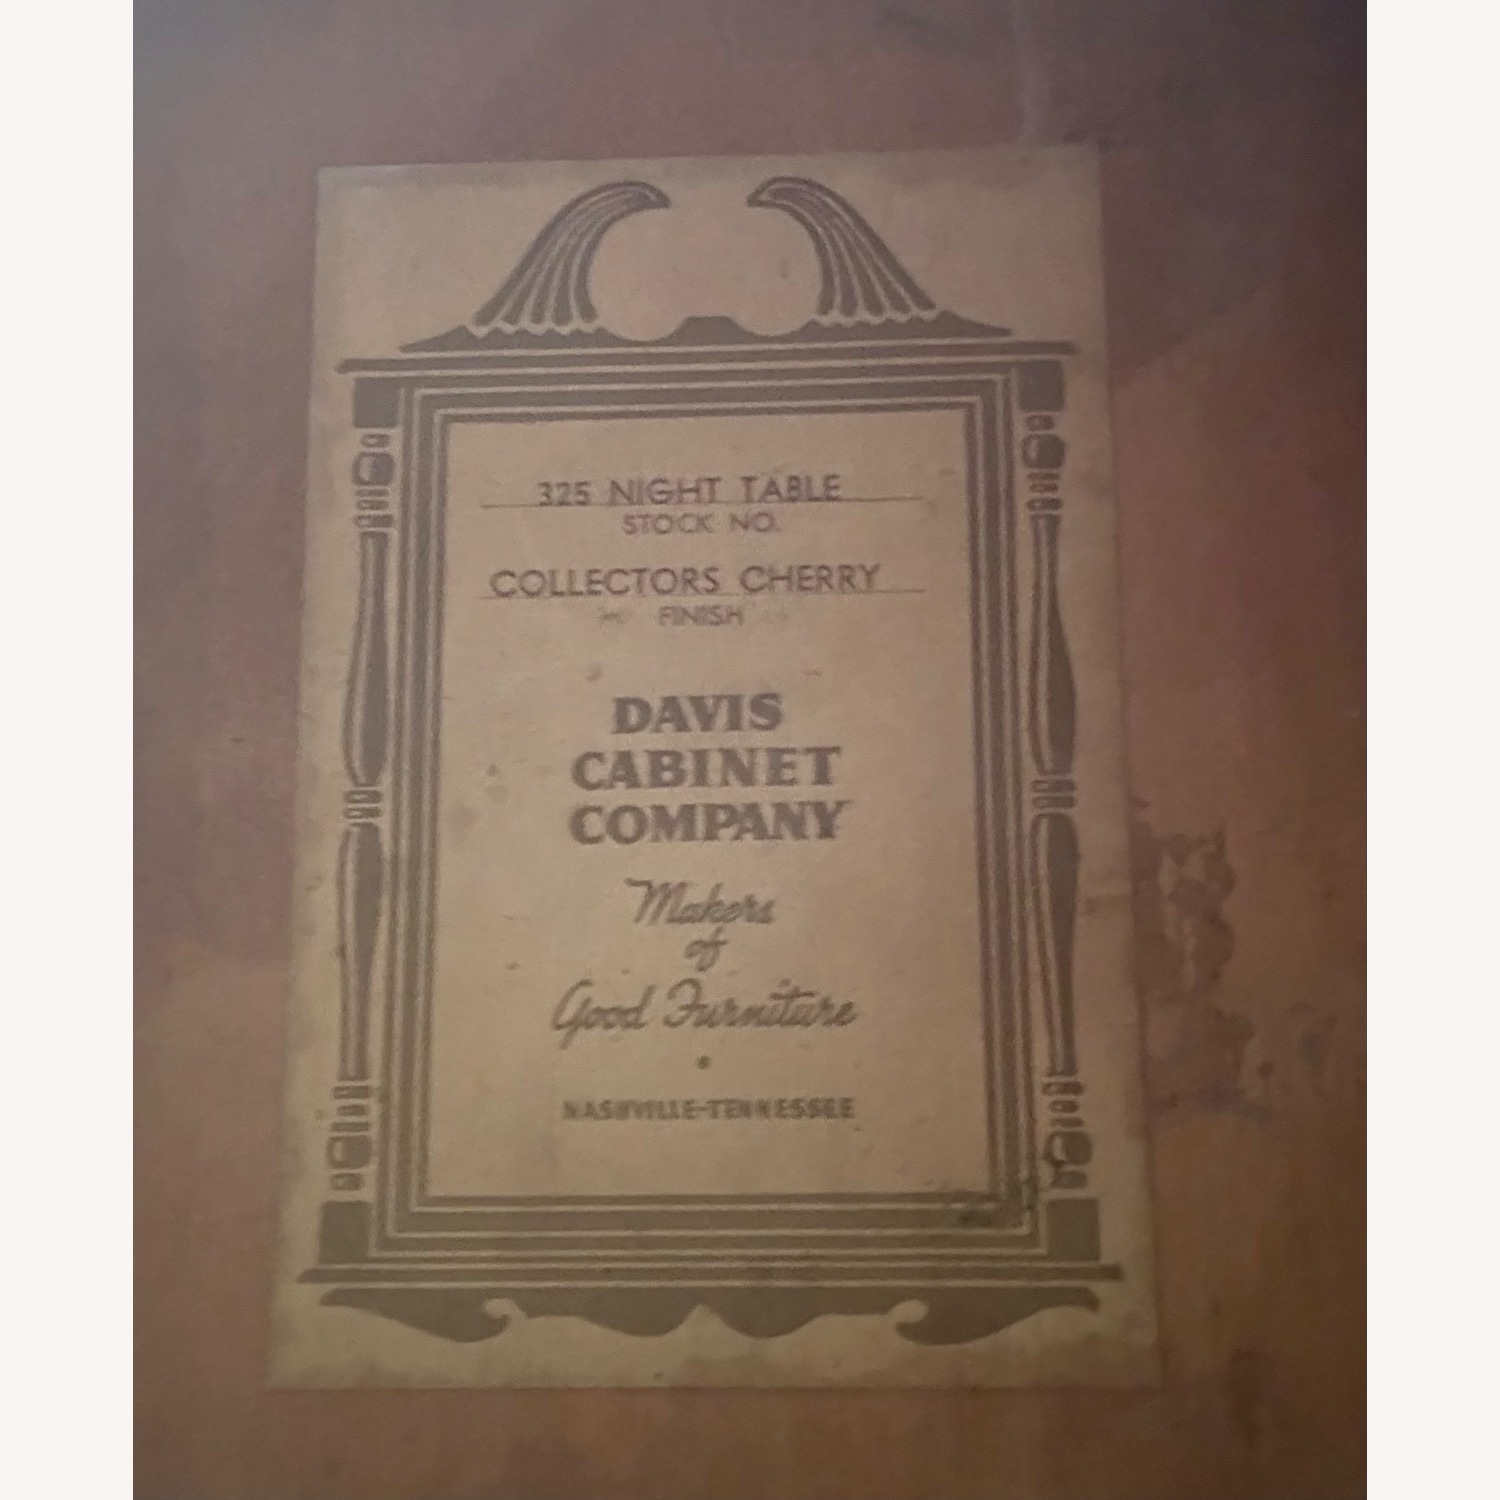 325 NIGHT TABLE
STOCK NO.
COLLECTORS CHERRY
FINISH
DAVIS
CABINET
COMPANY
Makers
of
Good Furniture
•
NASHVILLE-TENNESSEE